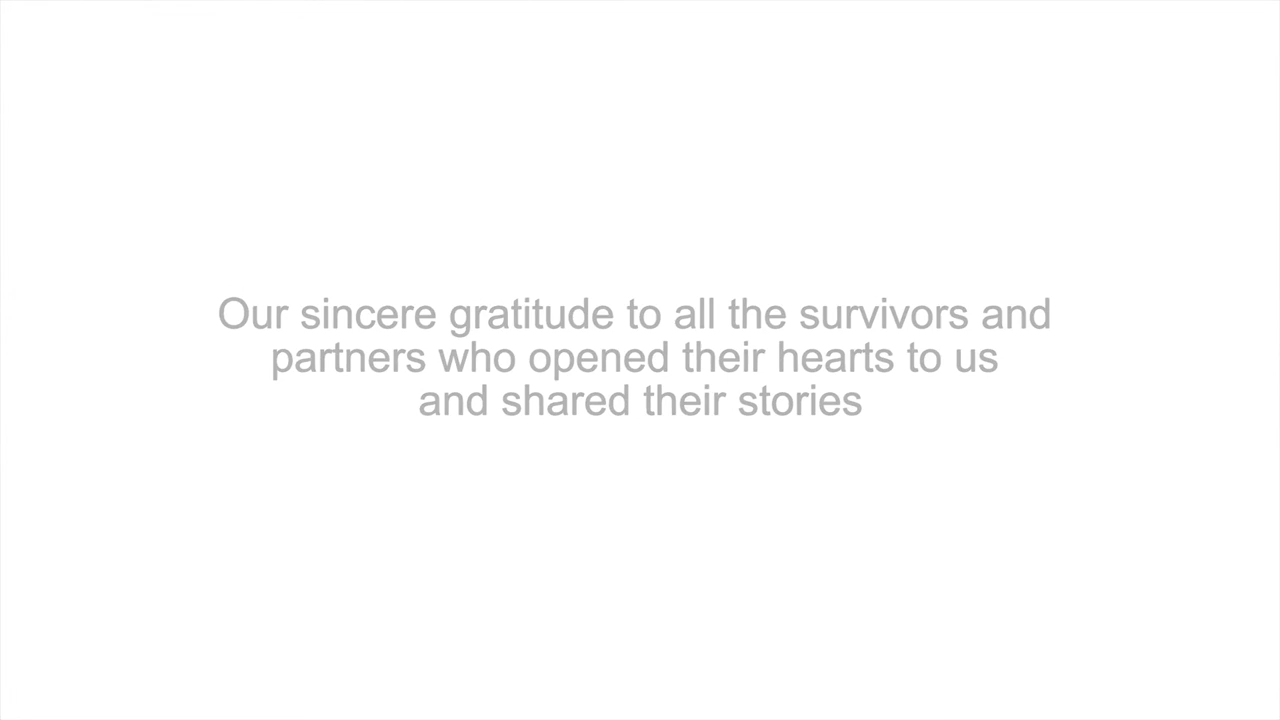 Our sincere gratitude to all the survivors and
partners who opened their hearts to us
and shared their stories